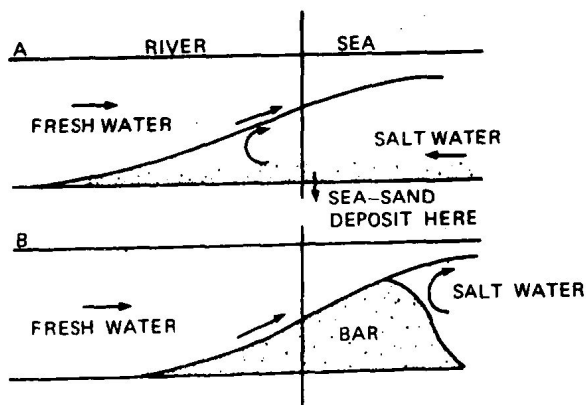 A
RIVER
SEA
FRESH WATER
SALT WATER
SEA-SAND
DEPOSIT HERE
B
FRESH WATER
SALT WATER
BAR